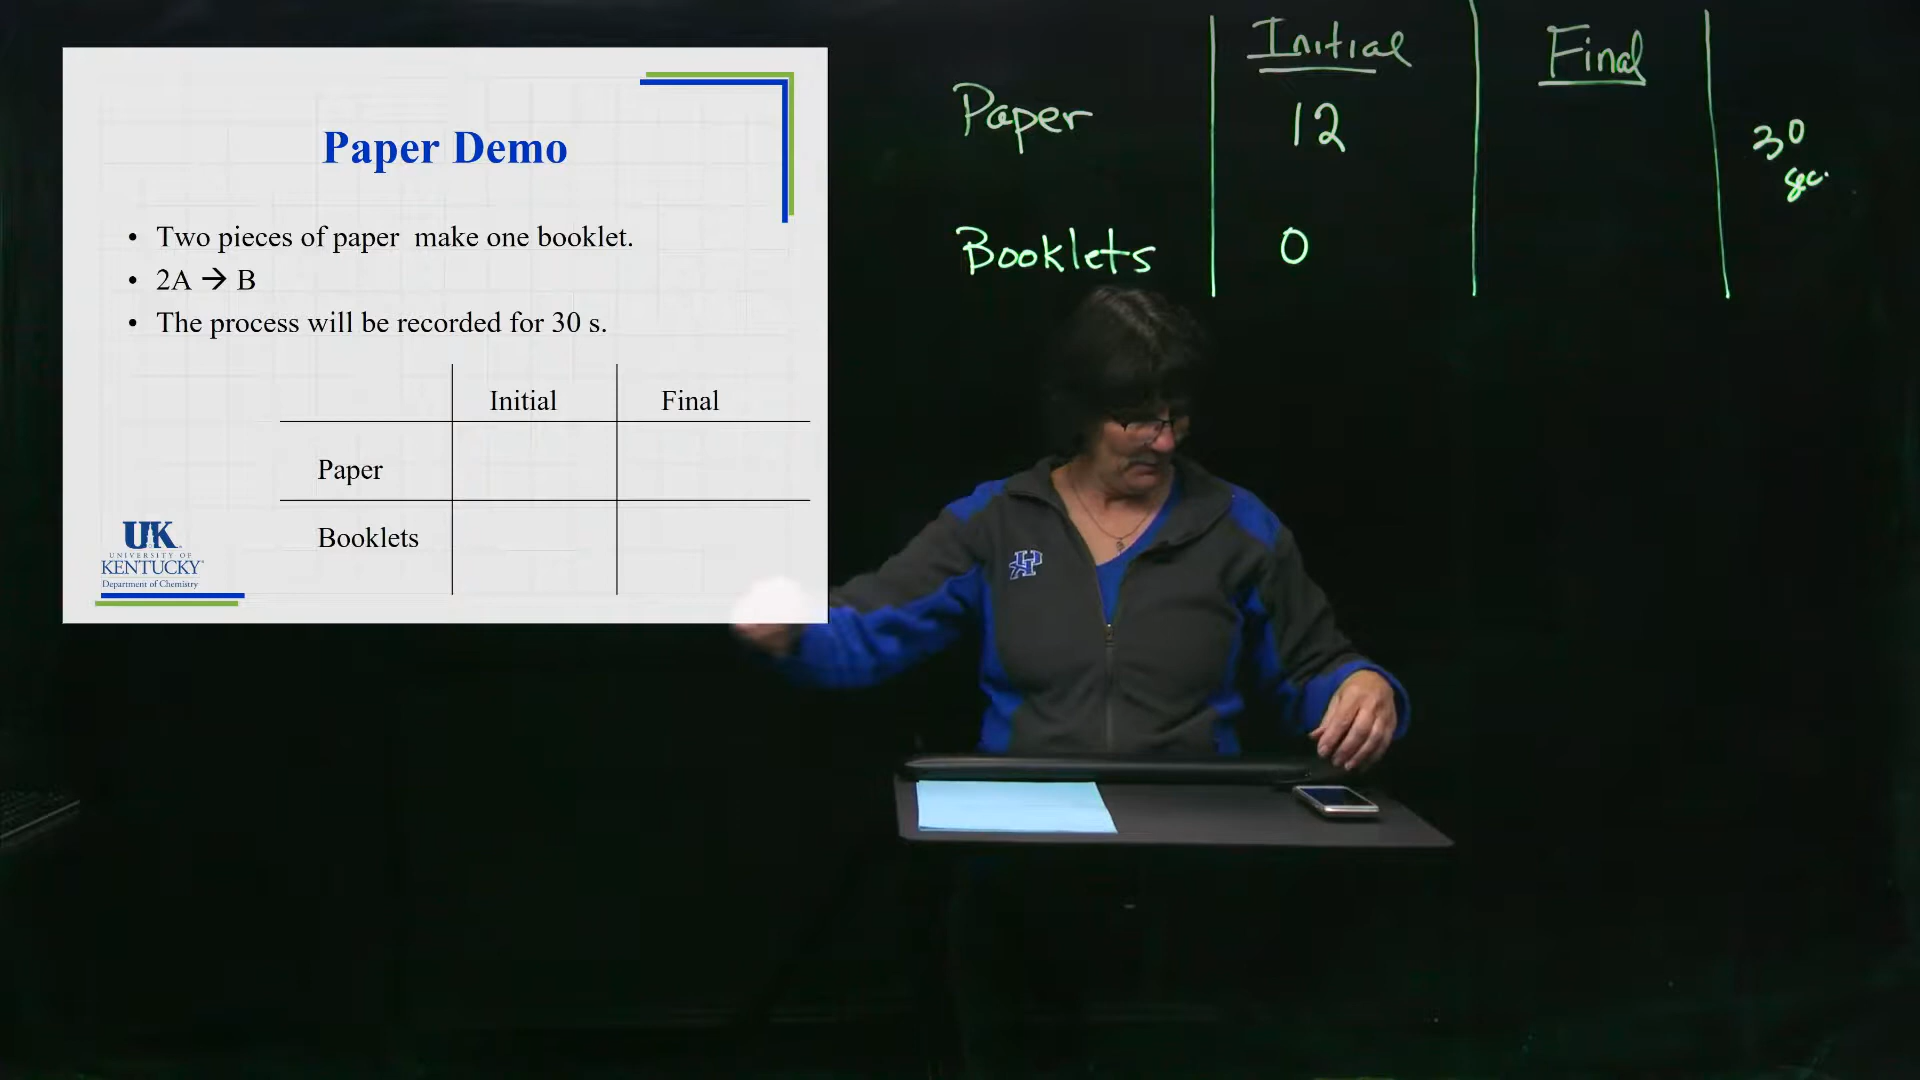 Paper Demo
• Two pieces of paper make one booklet.
• 2A → B
• The process will be recorded for 30 s.
Initial Final
Paper
Booklets
UK
UNIVERSITY OF
KENTUCKY
Department of Chemistry
Initial Final
Paper 12
30
sec.
Booklets 0
UK